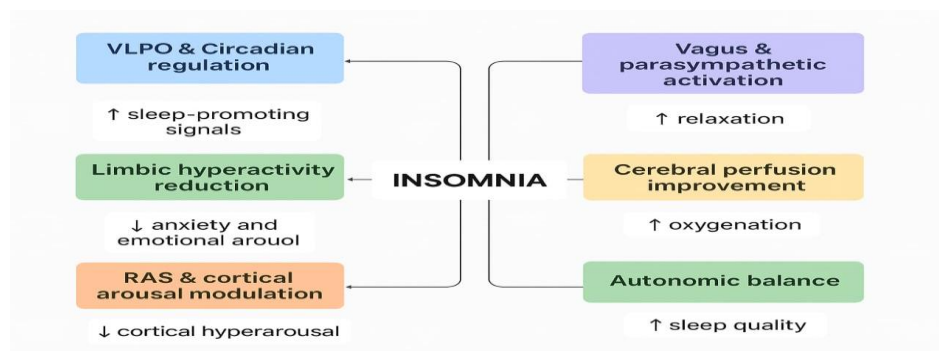 VLPO & Circadian
regulation
↑ sleep-promoting
signals
Limbic hyperactivity
reduction
↓ anxiety and
emotional arouol
RAS & cortical
arousal modulation
↓ cortical hyperarousal
INSOMNIA
Vagus &
parasympathetic
activation
↑ relaxation
Cerebral perfusion
improvement
↑ oxygenation
Autonomic balance
↑ sleep quality